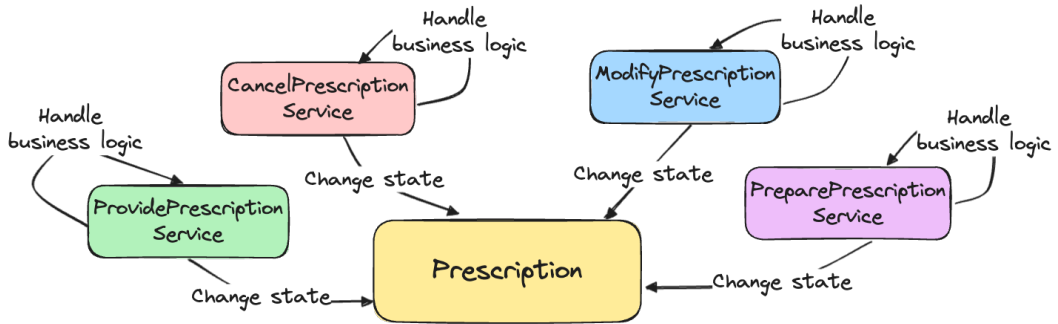 Handle
business logic
CancelPrescription
Service
Handle
business logic
ModifyPrescription
Service
Handle
business logic
ProvidePrescription
Service
Handle
business logic
PreparePrescription
Service
Change state
Change state
Change state
Change state
Prescription